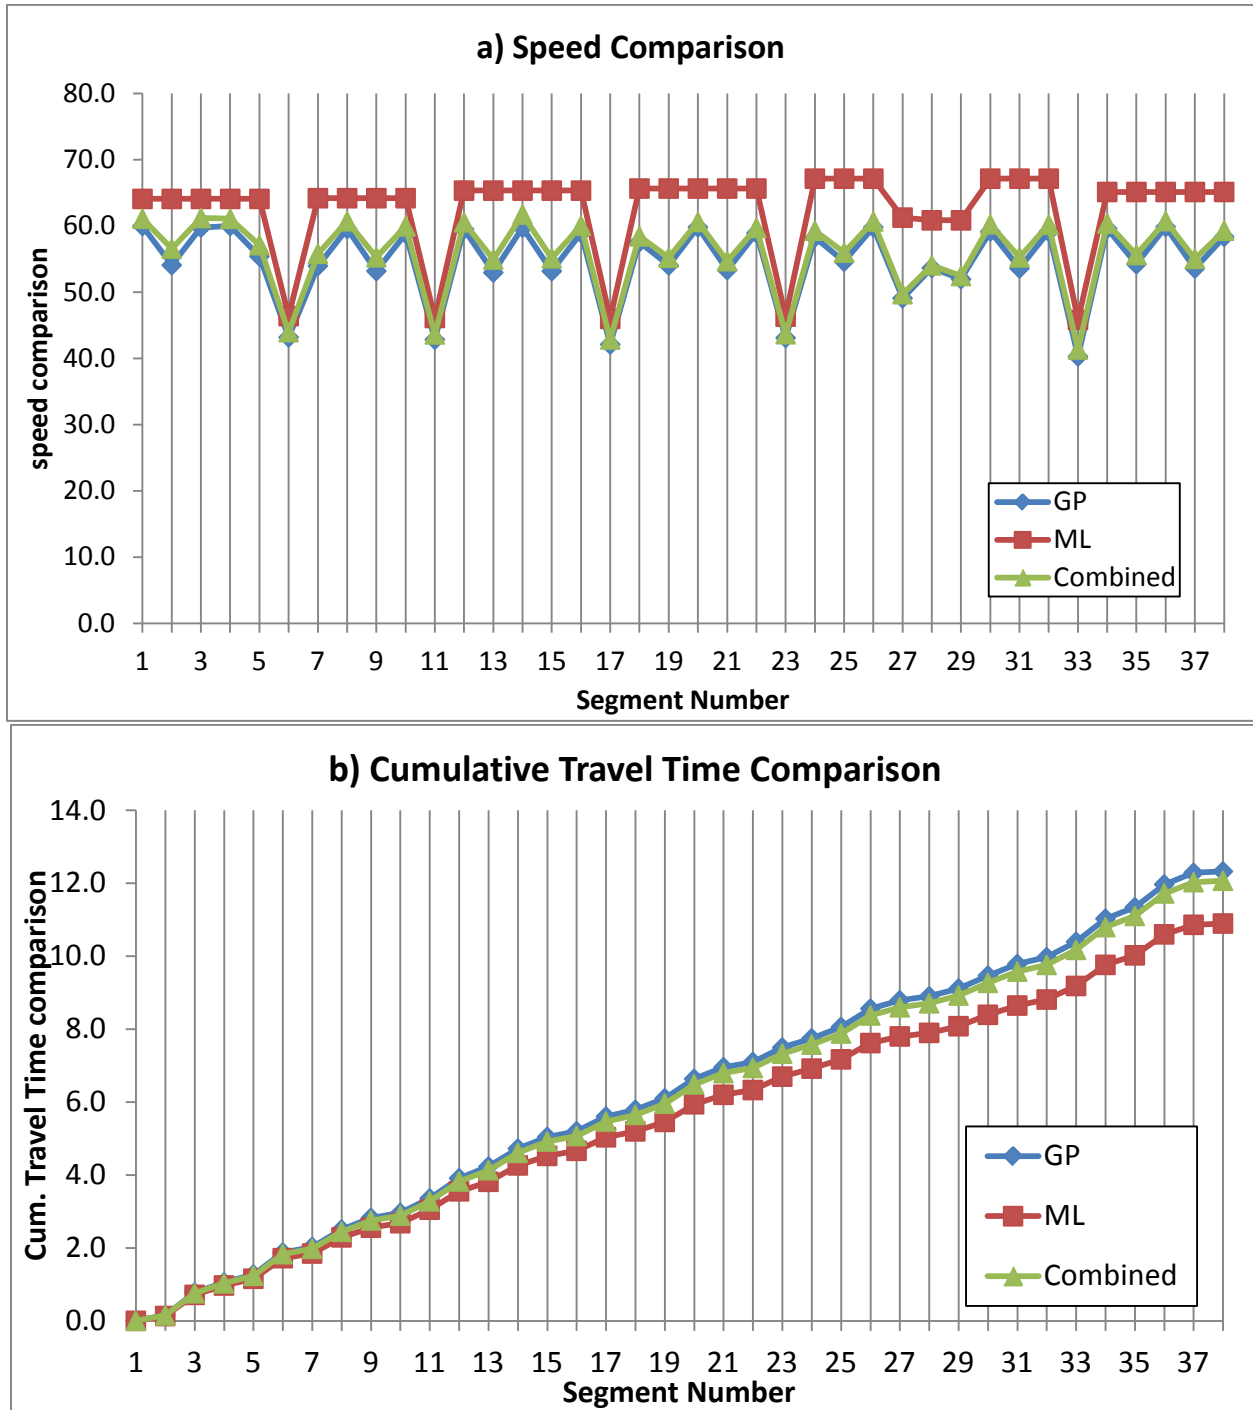 a) Speed Comparison
80.0
70.0
60.0
50.0
40.0
30.0
20.0
10.0
0.0
speed comparison
GP
ML
Combined
1 3 5 7 9 11 13 15 17 19 21 23 25 27 29 31 33 35 37
Segment Number
b) Cumulative Travel Time Comparison
14.0
12.0
10.0
8.0
6.0
4.0
2.0
0.0
Cum. Travel Time comparison
GP
ML
Combined
1 3 5 7 9 11 13 15 17 19 21 23 25 27 29 31 33 35 37
Segment Number